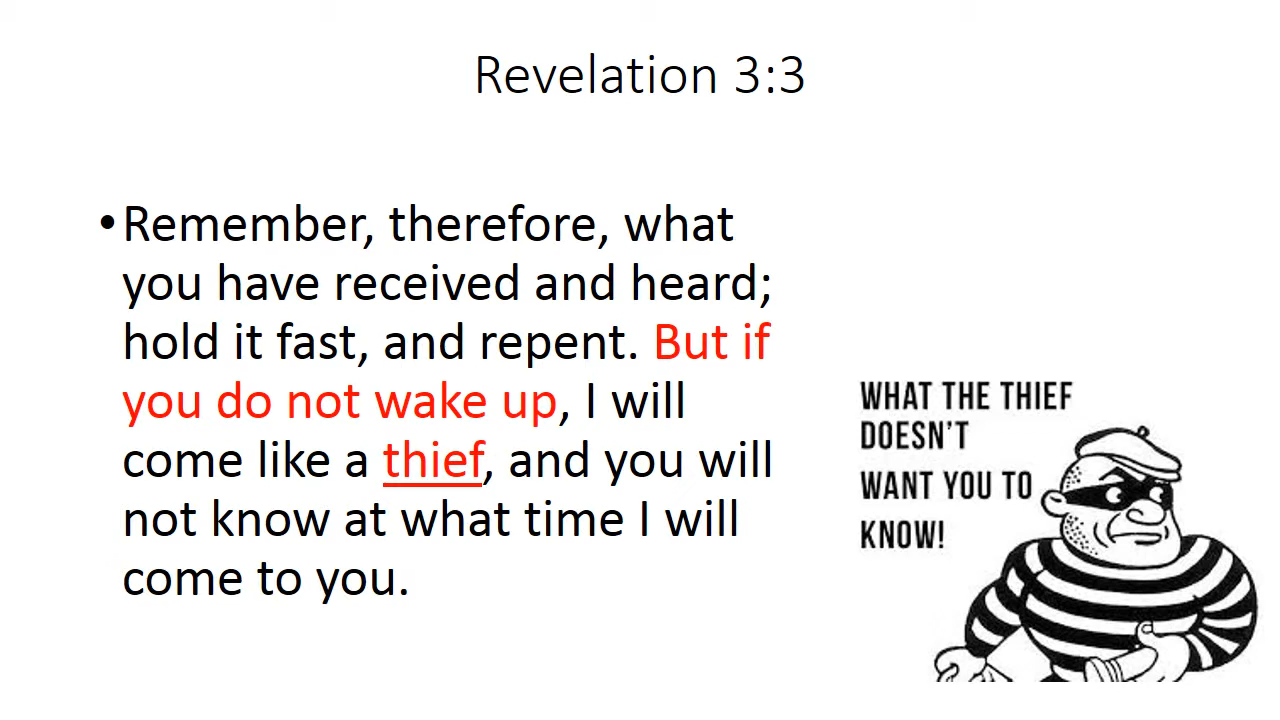 Revelation 3:3
•Remember, therefore, what
you have received and heard;
hold it fast, and repent. But if
you do not wake up, I will
come like a thief, and you will
not know at what time I will
come to you.
WHAT THE THIEF
DOESN'T
WANT YOU TO
KNOW!